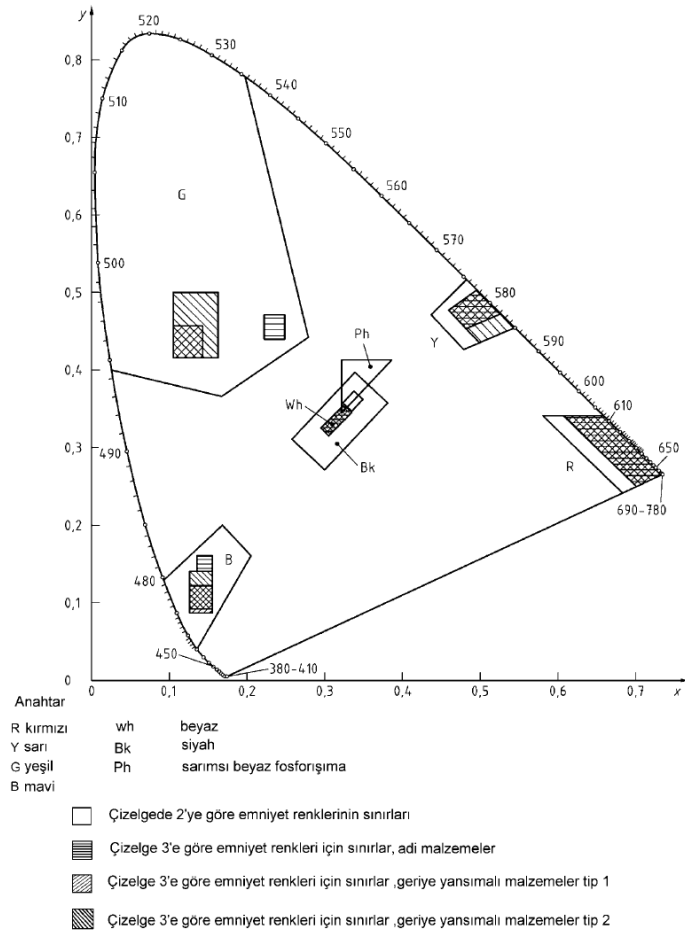 y
520
0,8
530
540
510
0,7
550
560
G
0,6
570
500
0,5
580
Ph
Y
590
0,4
600
Wh
610
490
0,3
650
R
Bk
690-780
0,2
B
480
0,1
450
380-410
0
0
0,1
0,2
0,3
0,4
0,5
0,6
0,7
x
Anahtar
R kırmızı wh beyaz
Y sarı Bk siyah
G yeşil Ph sarımsı beyaz fosforışıma
B mavi
Çizelgede 2'ye göre emniyet renklerinin sınırları
Çizelge 3'e göre emniyet renkleri için sınırlar, adi malzemeler
Çizelge 3'e göre emniyet renkleri için sınırlar ,geriye yansımalı malzemeler tip 1
Çizelge 3'e göre emniyet renkleri için sınırlar ,geriye yansımalı malzemeler tip 2